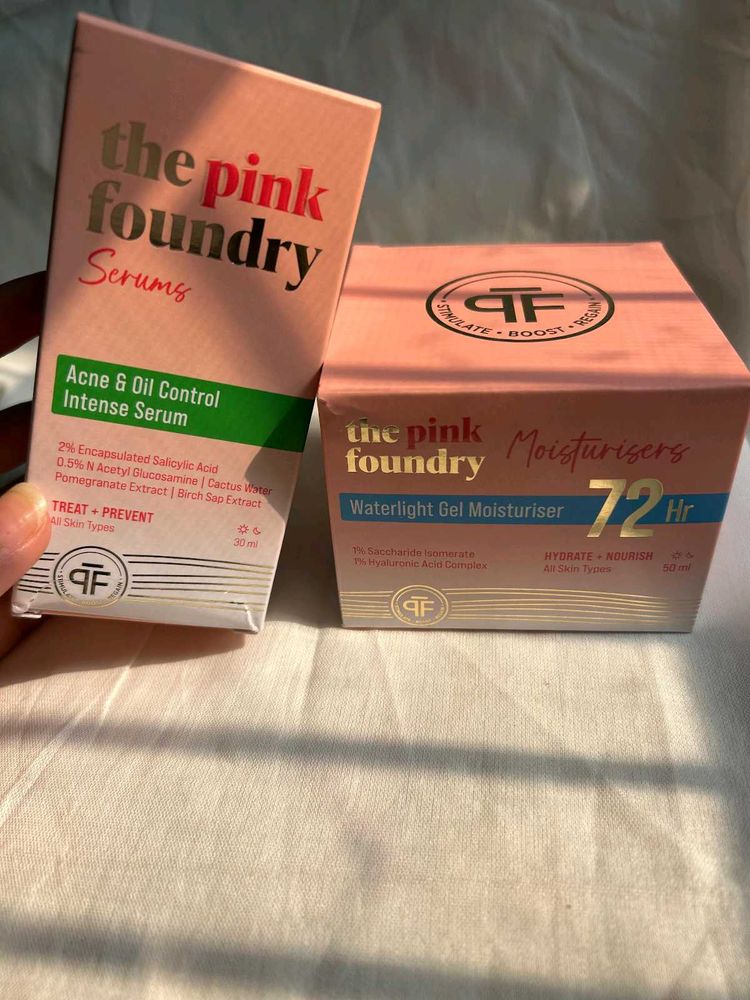 the pink
foundry
Serums
Acne & Oil Control
Intense Serum
2% Encapsulated Salicylic Acid
0.5% N Acetyl Glucosamine | Cactus Water
Pomegranate Extract | Birch Sap Extract
TREAT + PREVENT
All Skin Types
30 ml
PF
STIMULATE • BOOST • REGAIN
PF
STIMULATE • BOOST • REGAIN
the pink
foundry
Moisturisers
Waterlight Gel Moisturiser 72 Hr
1% Saccharide Isomerate
1% Hyaluronic Acid Complex
HYDRATE + NOURISH
All Skin Types
50 ml
PF